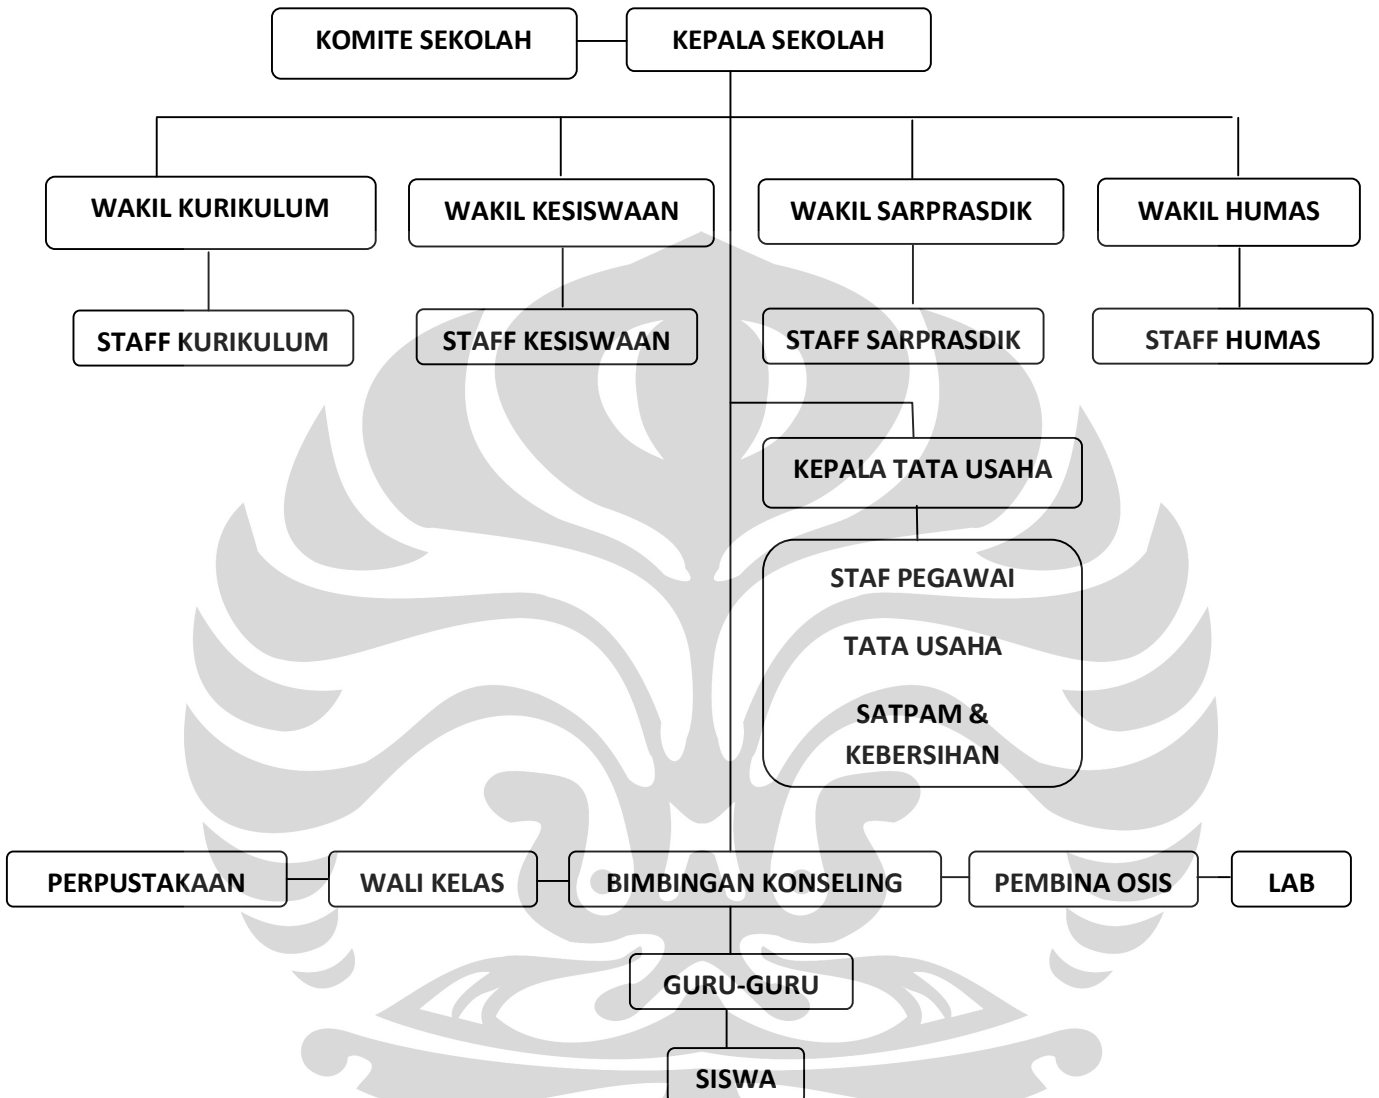 KOMITE SEKOLAH
KEPALA SEKOLAH
WAKIL KURIKULUM
WAKIL KESISWAAN
WAKIL SARPRASDIK
WAKIL HUMAS
STAFF KURIKULUM
STAFF KESISWAAN
STAFF SARPRASDIK
STAFF HUMAS
KEPALA TATA USAHA
STAF PEGAWAI
TATA USAHA
SATPAM &
KEBERSIHAN
PERPUSTAKAAN
WALI KELAS
BIMBINGAN KONSELING
PEMBINA OSIS
LAB
GURU-GURU
SISWA